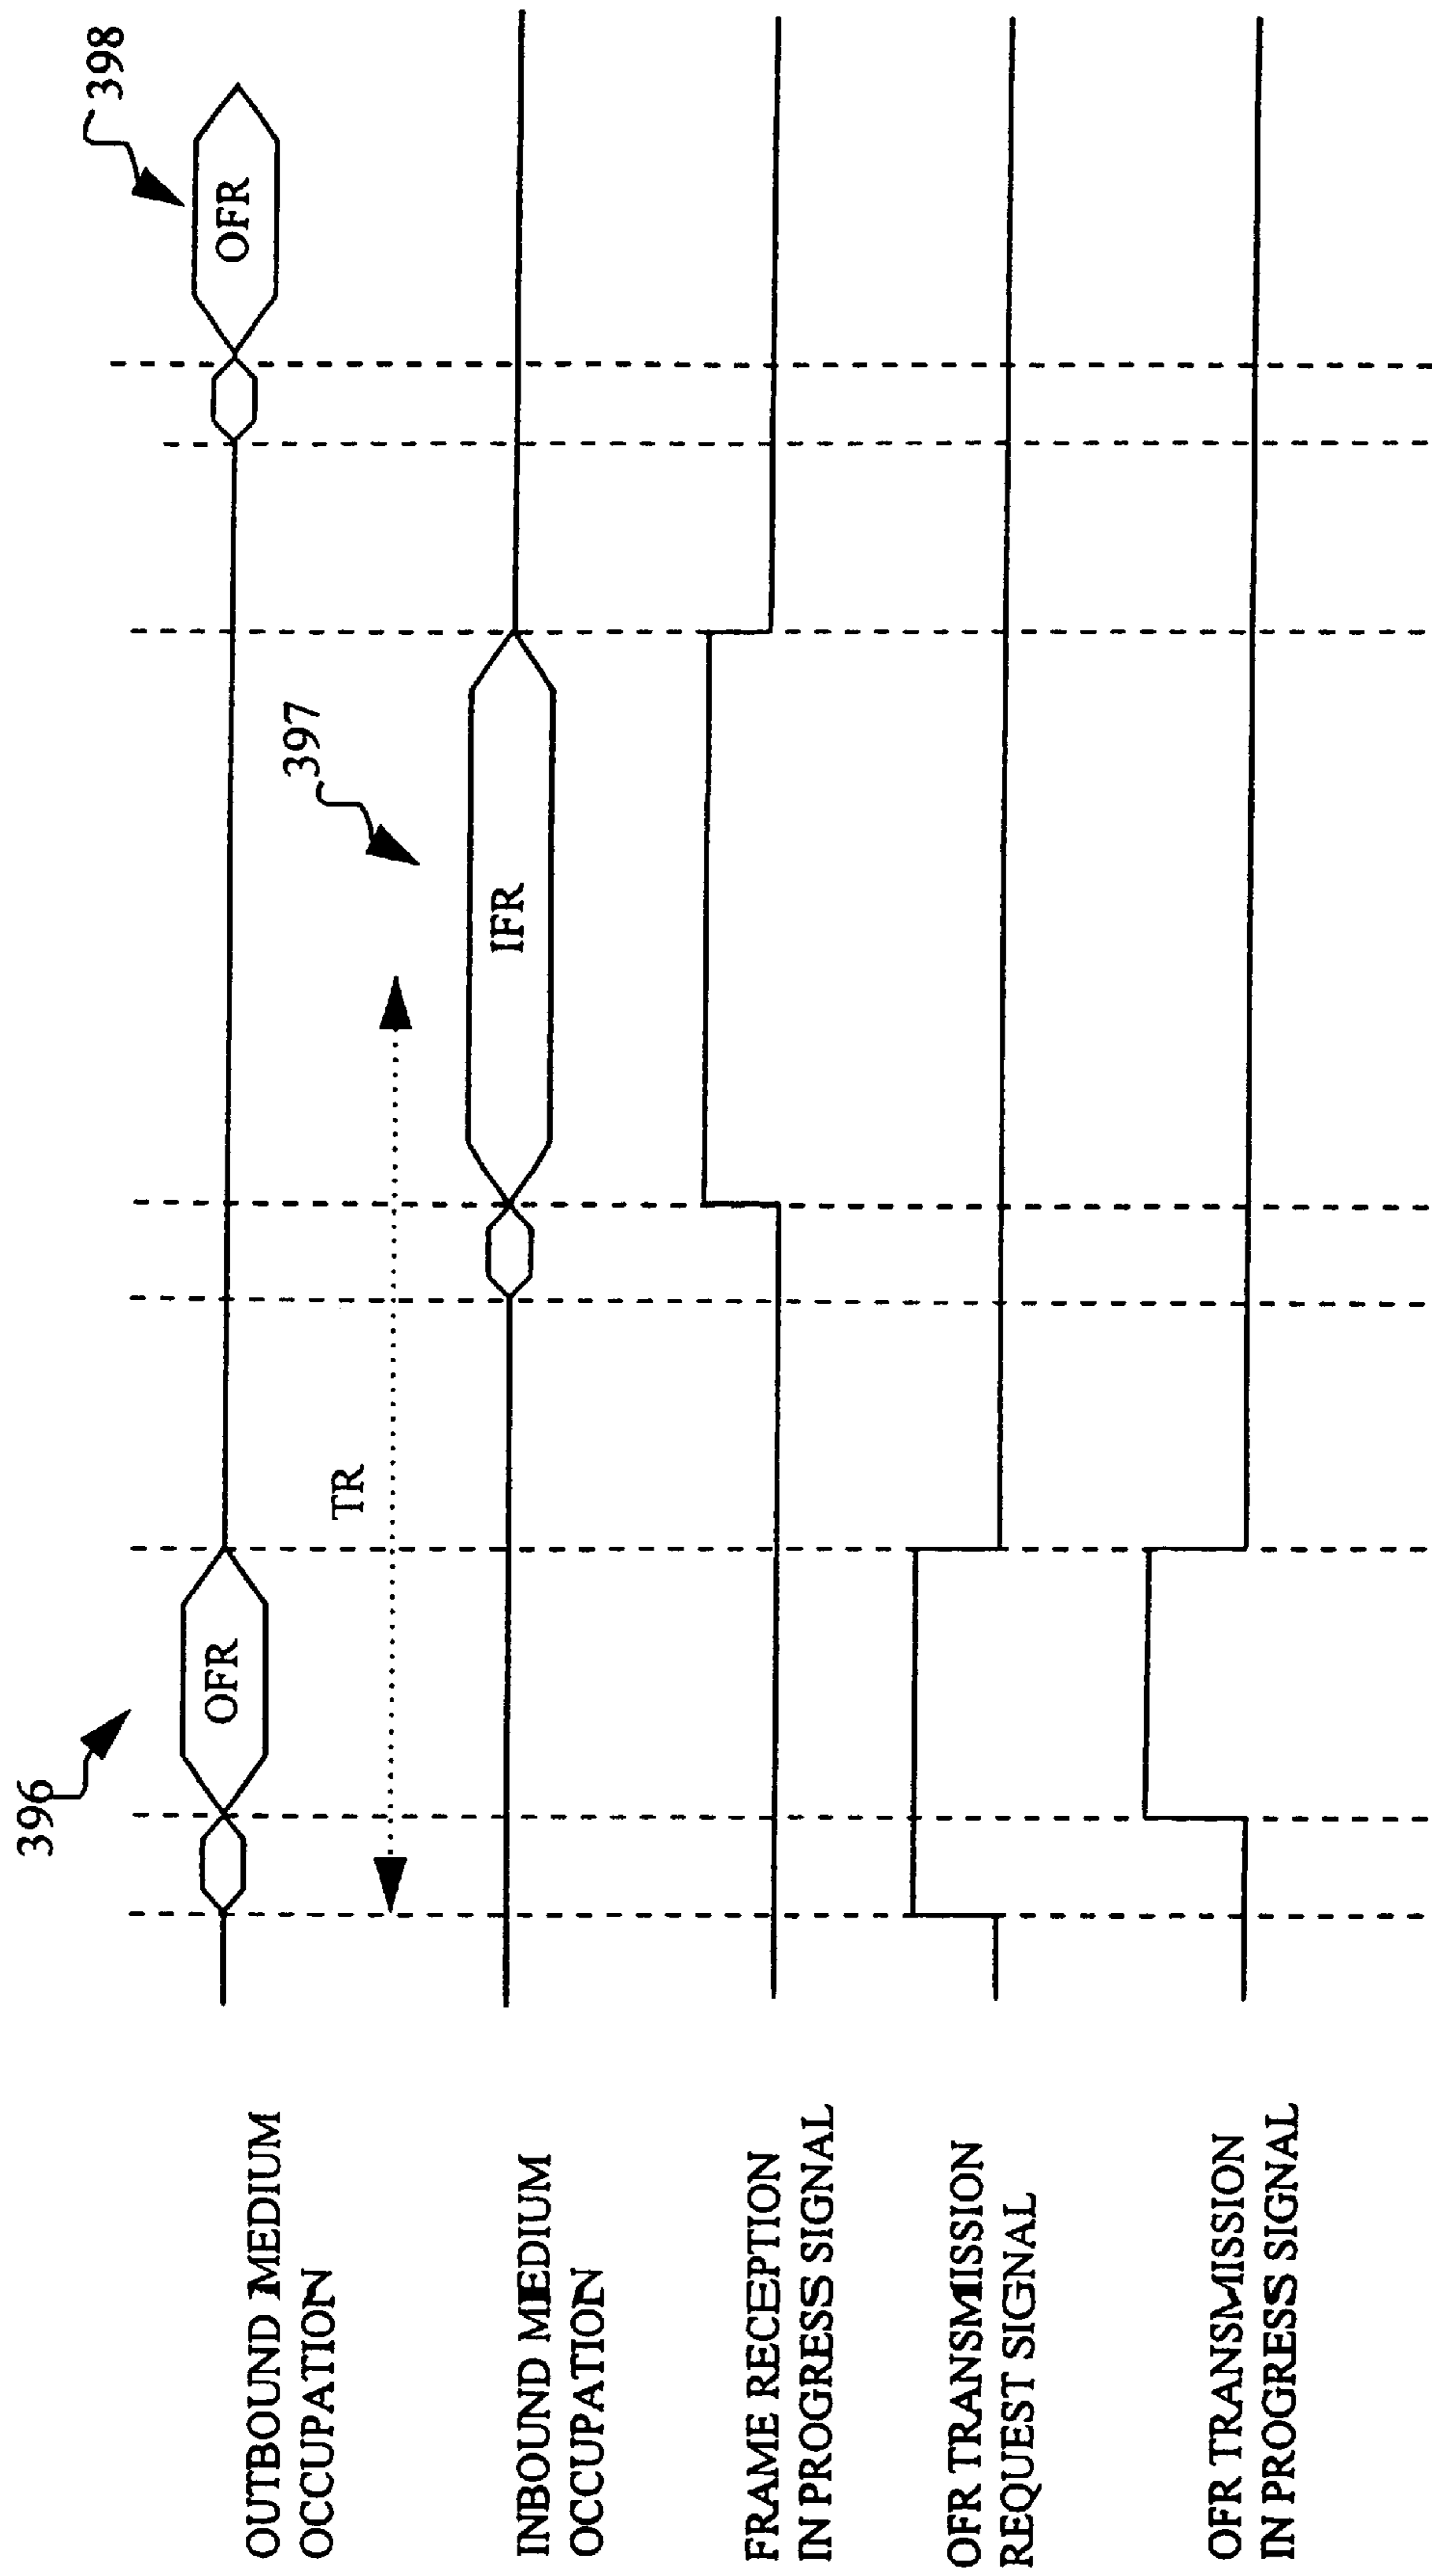 396
OFR
398
OFR
TR
397
IFR
OUTBOUND MEDIUM
OCCUPATION
INBOUND MEDIUM
OCCUPATION
FRAME RECEPTION
IN PROGRESS SIGNAL
OFR TRANSMISSION
REQUEST SIGNAL
OFR TRANSMISSION
IN PROGRESS SIGNAL